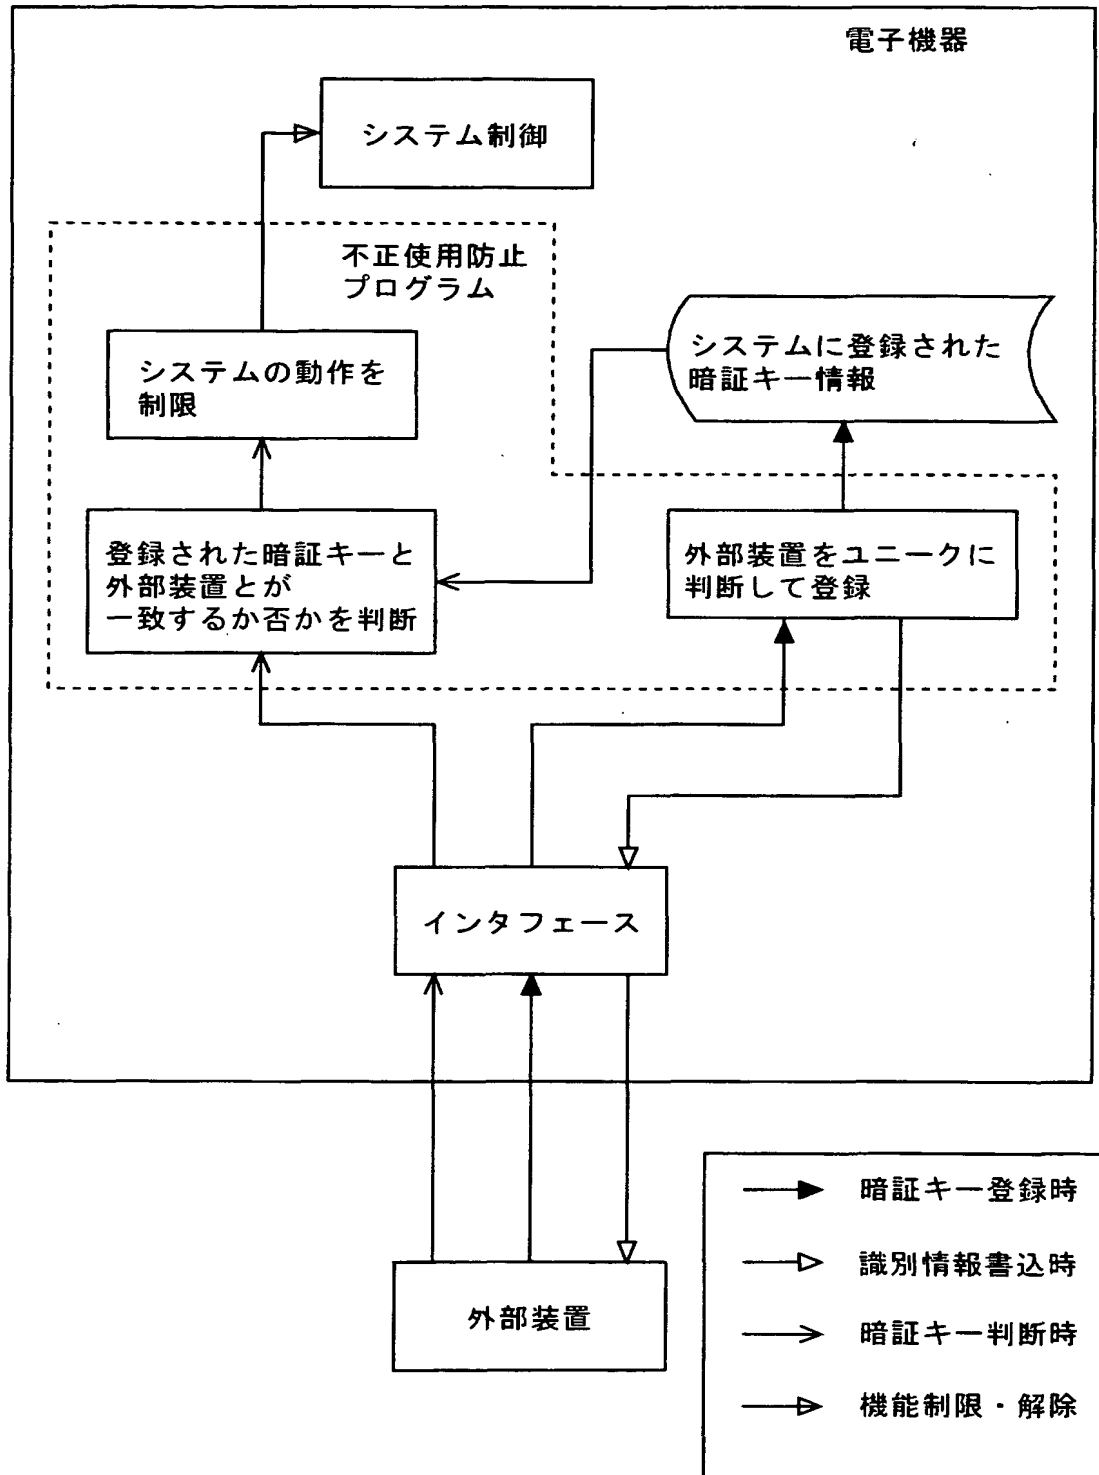 電子機器
システム制御
不正使用防止
プログラム
システムの動作を
制限
システムに登録された
暗証キー情報
登録された暗証キーと
外部装置とが
一致するか否かを判断
外部装置をユニークに
判断して登録
インタフェース
外部装置
暗証キー登録時
識別情報書込時
暗証キー判断時
機能制限・解除